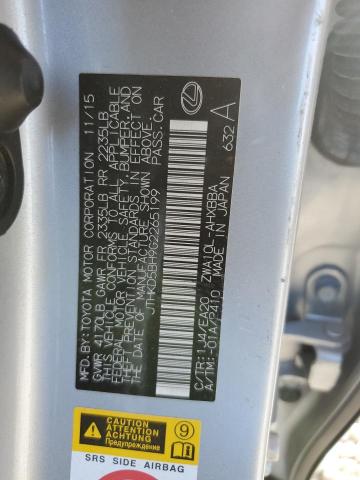 MFD.BY:TOYOTA MOTOR CORPORATION 11/15
GVWR 4170LB GAWR FR 2335LB RR 2235LB
THIS VEHICLE CONFORMS TO ALL APPLICABLE
FEDERAL MOTOR VEHICLE SAFETY, BUMPER,AND
THEFT PREVENTION STANDARDS IN EFFECT ON
THE DATE OF MANUFACTURE SHOWN ABOVE.
JTHKD5BH9G2265199 PASS.CAR
C/TR:1J4/EA20 ZWA10L-AHXBBA
A/TM:-01A/P410 MADE IN JAPAN
632
A
ATTENTION
ACHTUNG
Предупреждение
9
SRS SIDE AIRBAG